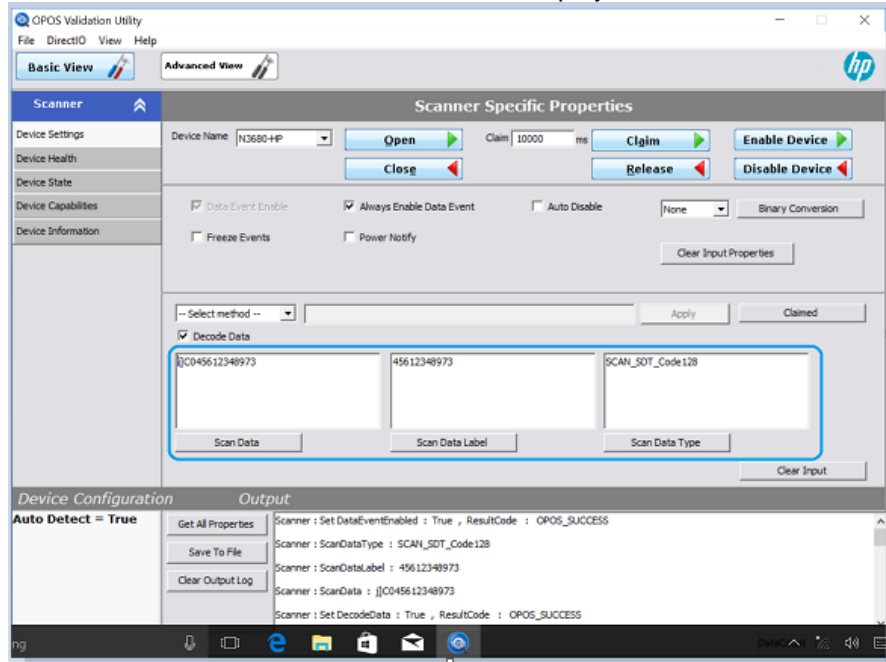 OPOS Validation Utility
File DirectIO View Help
Basic View Advanced View hp
Scanner Scanner Specific Properties
Device Settings
Device Health
Device State
Device Capabilities
Device Information
Device Name N3680-HP Open Claim 10000 ms Claim Enable Device
Close Release Disable Device
Data Event Enable Always Enable Data Event Auto Disable None Binary Conversion
Freeze Events Power Notify
Clear Input Properties
-- Select method -- Apply Claimed
Decode Data
]C045612348973 45612348973 SCAN_SDT_Code128
Scan Data Scan Data Label Scan Data Type
Clear Input
Device Configuration Output
Auto Detect = True
Get All Properties
Save To File
Clear Output Log
Scanner : Set DataEventEnabled : True , ResultCode : OPOS_SUCCESS
Scanner : ScanDataType : SCAN_SDT_Code128
Scanner : ScanDataLabel : 45612348973
Scanner : ScanData : j]C045612348973
Scanner : Set DecodeData : True , ResultCode : OPOS_SUCCESS
ng